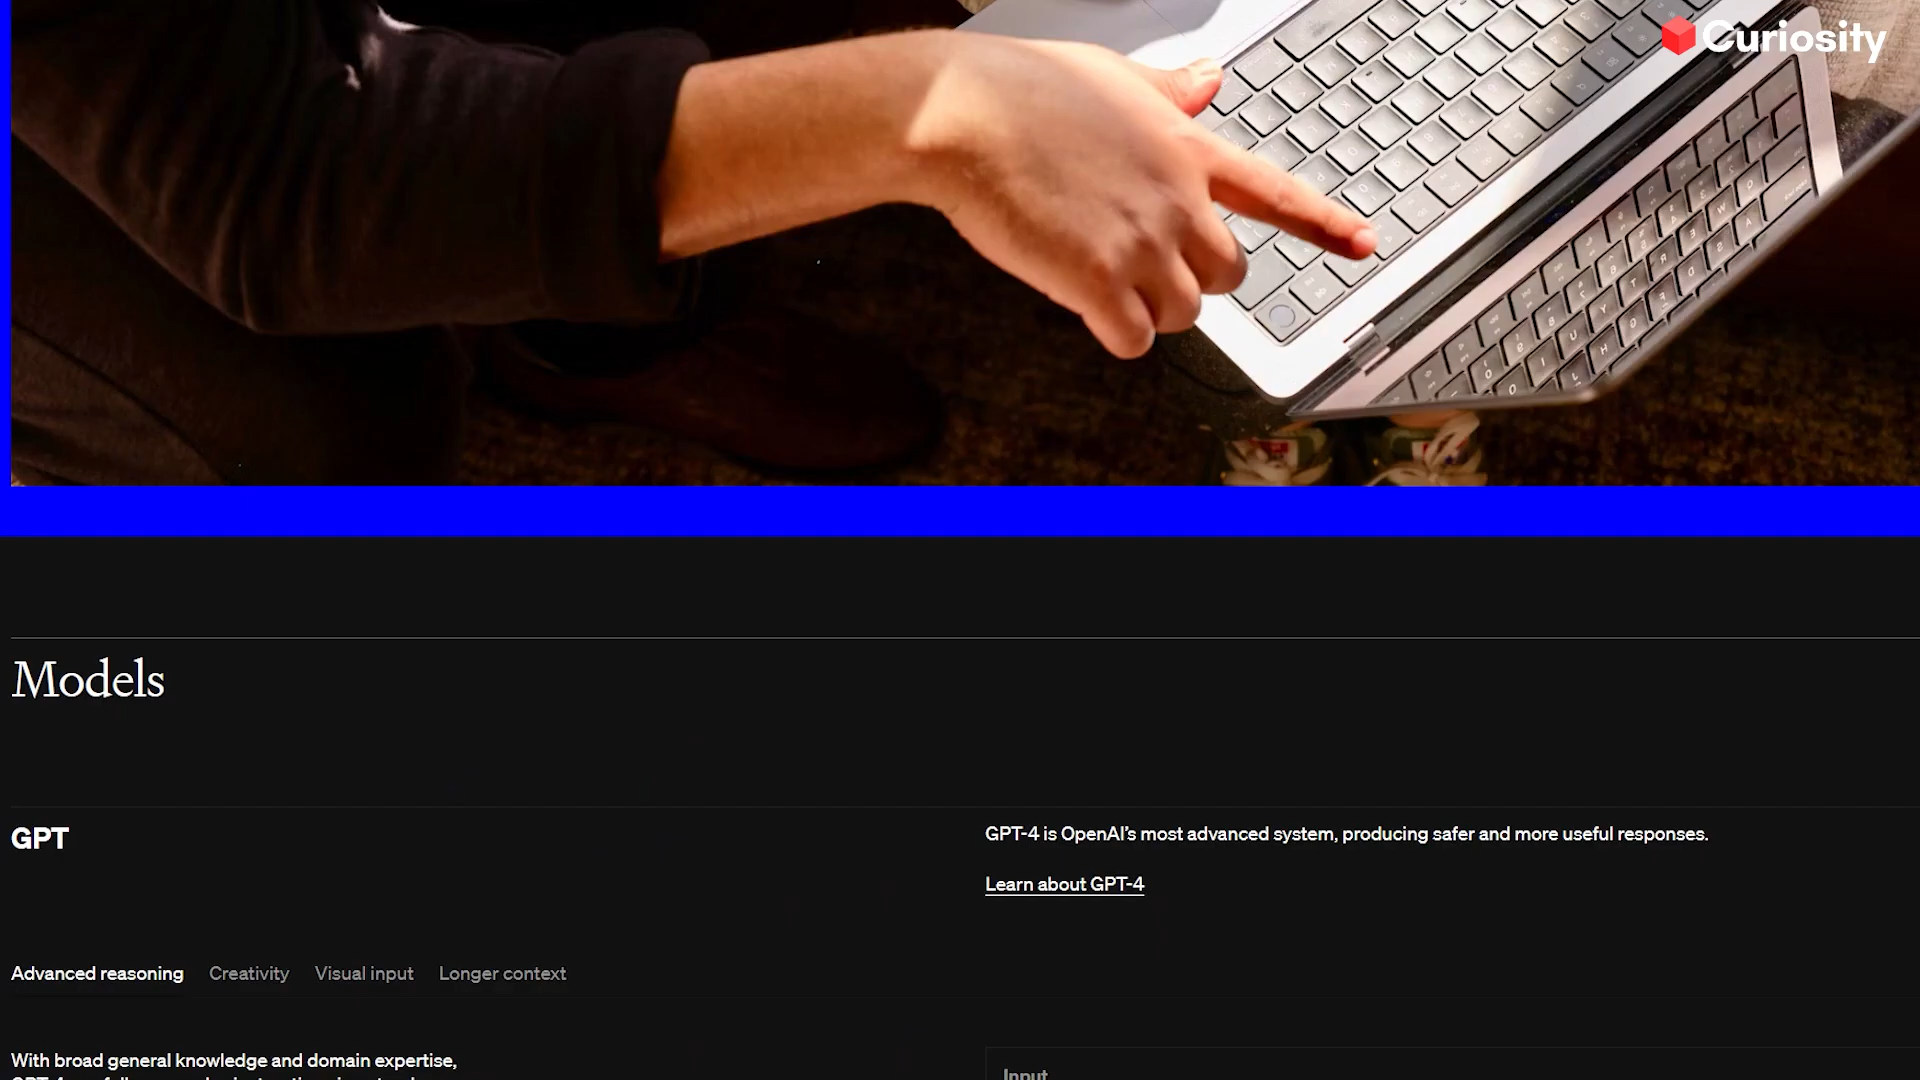 Curiosity
Models
GPT
GPT-4 is OpenAI's most advanced system, producing safer and more useful responses.
Learn about GPT-4
Advanced reasoning Creativity Visual input Longer context
With broad general knowledge and domain expertise,
Input